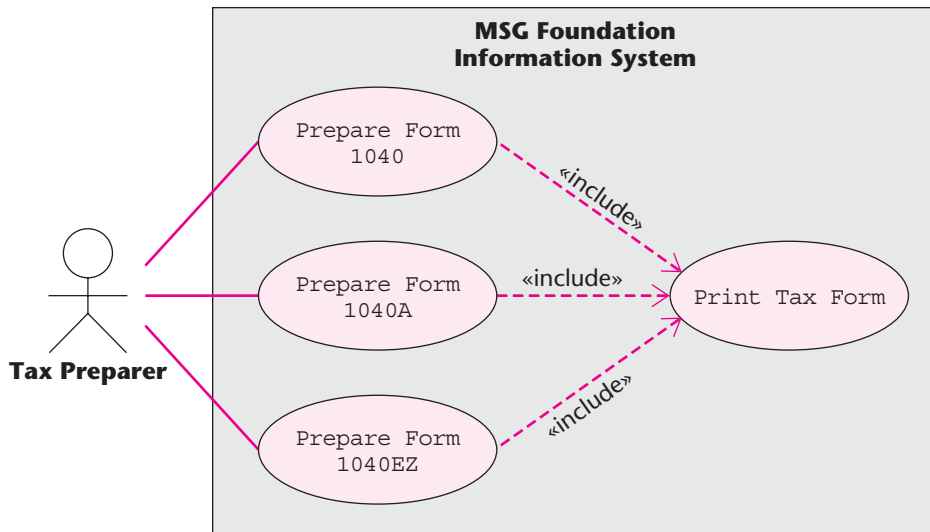 MSG Foundation
Information System
Prepare Form
1040
«include»
Prepare Form
1040A
«include»
Print Tax Form
Tax Preparer
Prepare Form
1040EZ
«include»